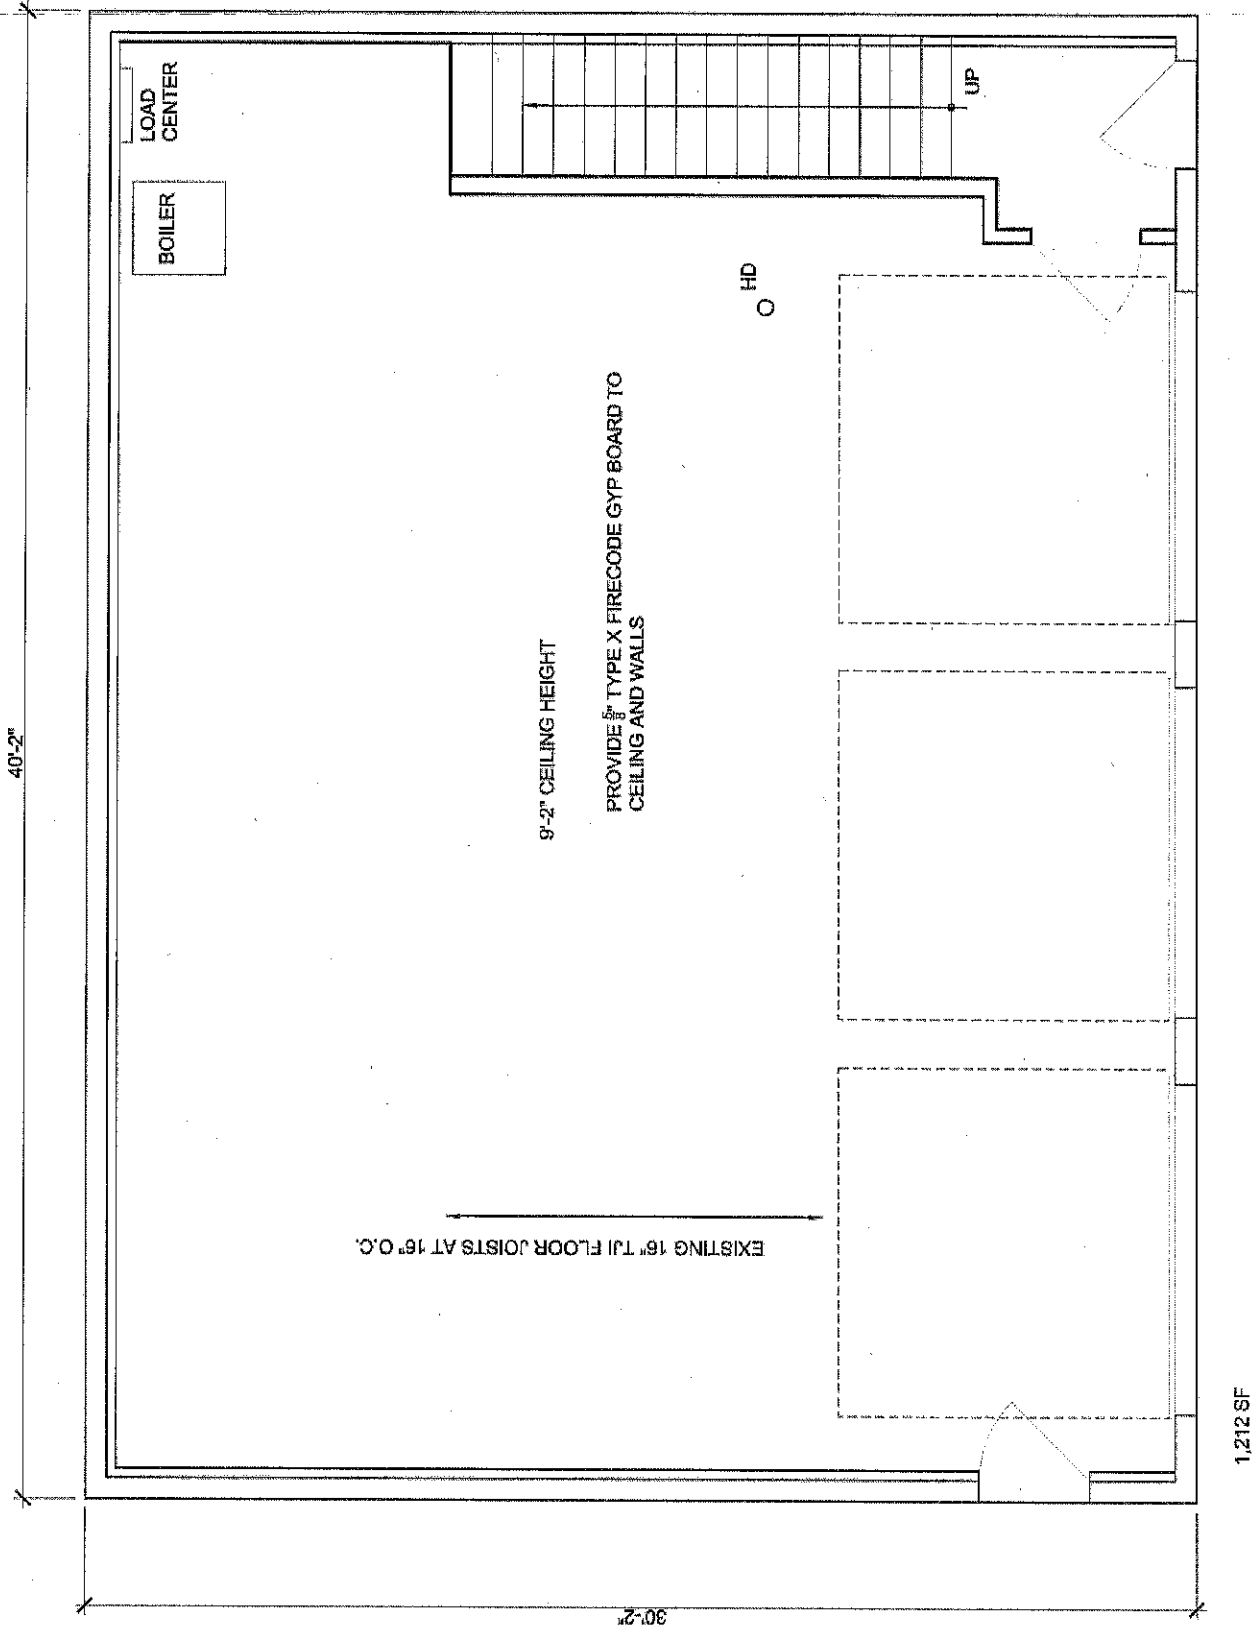 40'-2"
LOAD
CENTER
BOILER
UP
HD
9'-2" CEILING HEIGHT
PROVIDE 5/8" TYPE X FIRECODE GYP BOARD TO
CEILING AND WALLS
EXISTING 16" TJI FLOOR JOISTS AT 16" O.C.
30'-2"
1,212 SF